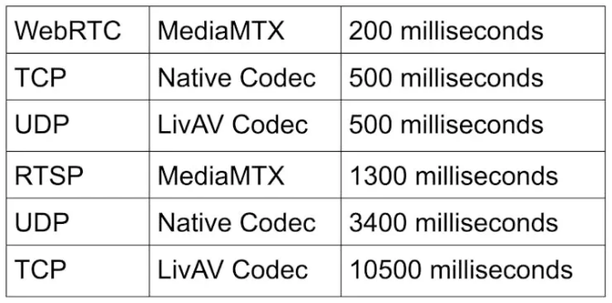 WebRTC MediaMTX 200 milliseconds
TCP Native Codec 500 milliseconds
UDP LivAV Codec 500 milliseconds
RTSP MediaMTX 1300 milliseconds
UDP Native Codec 3400 milliseconds
TCP LivAV Codec 10500 milliseconds